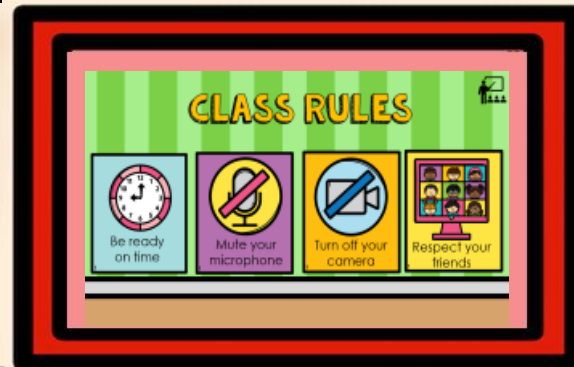 CLASS RULES
Be ready
on time
Mute your
microphone
Turn off your
camera
Respect your
friends